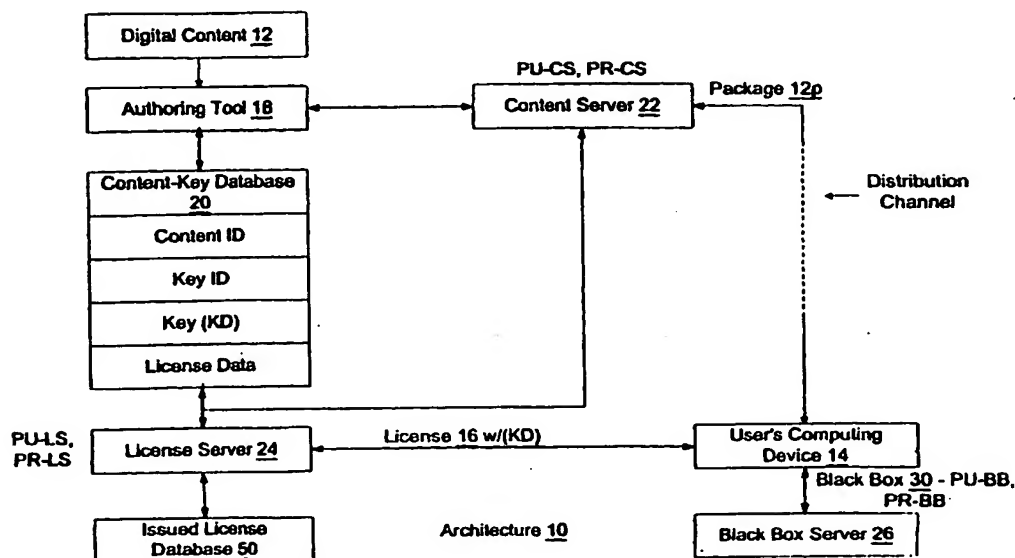 Digital Content 12
PU-CS, PR-CS
Package 12p
Authoring Tool 18
Content Server 22
Content-Key Database
20
Distribution
Channel
Content ID
Key ID
Key (KD)
License Data
PU-LS,
PR-LS
License Server 24
License 16 w/(KD)
User's Computing
Device 14
Black Box 30 - PU-BB,
PR-BB
Issued License
Database 50
Architecture 10
Black Box Server 26